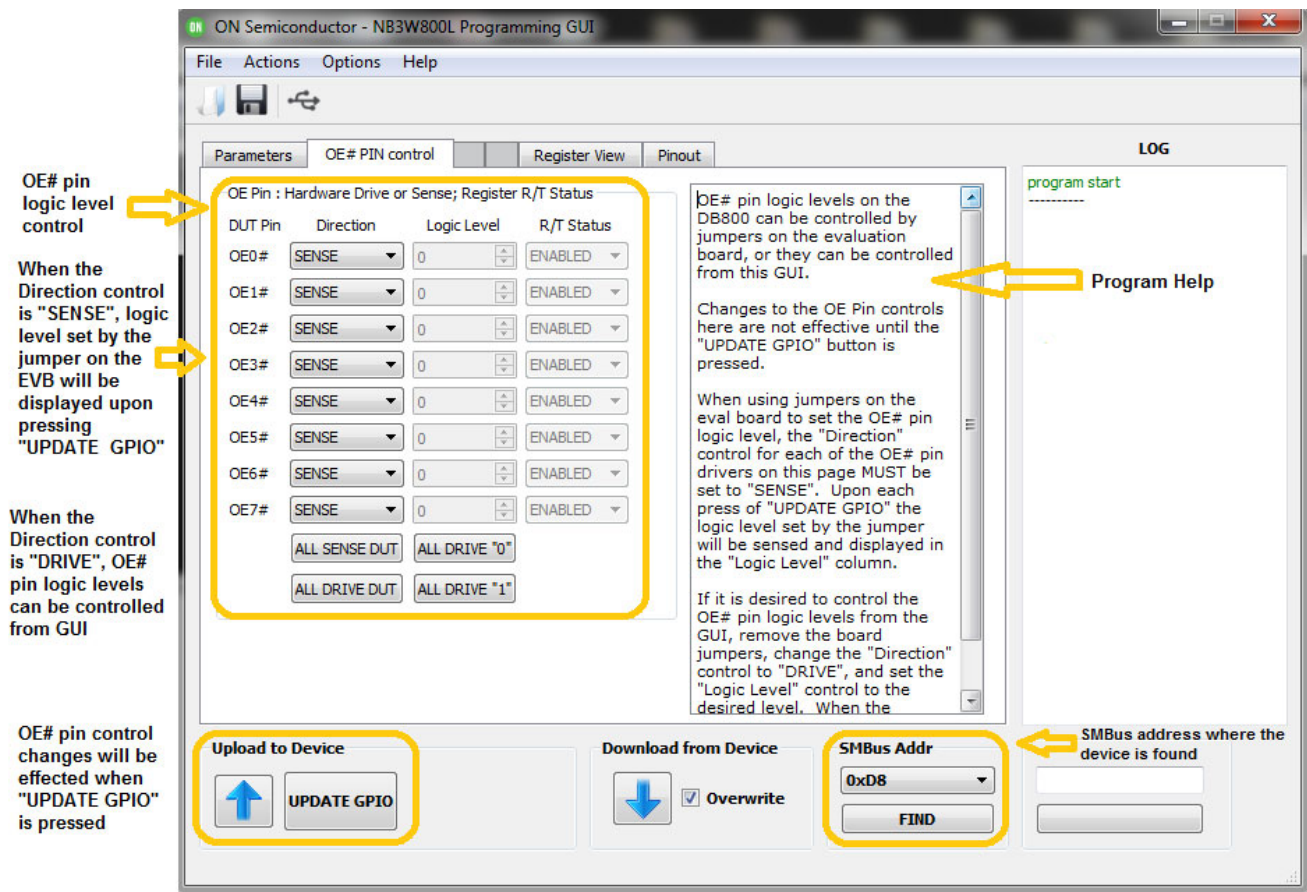 ON Semiconductor - NB3W800L Programming GUI
File Actions Options Help
Parameters OE# PIN control Register View Pinout
LOG
OE# pin
logic level
control
When the
Direction control
is "SENSE", logic
level set by the
jumper on the
EVB will be
displayed upon
pressing
"UPDATE GPIO"
When the
Direction control
is "DRIVE", OE#
pin logic levels
can be controlled
from GUI
OE# pin control
changes will be
effected when
"UPDATE GPIO"
is pressed
OE Pin : Hardware Drive or Sense; Register R/T Status
DUT Pin Direction Logic Level R/T Status
OE0# SENSE 0 ENABLED
OE1# SENSE 0 ENABLED
OE2# SENSE 0 ENABLED
OE3# SENSE 0 ENABLED
OE4# SENSE 0 ENABLED
OE5# SENSE 0 ENABLED
OE6# SENSE 0 ENABLED
OE7# SENSE 0 ENABLED
ALL SENSE DUT ALL DRIVE "0"
ALL DRIVE DUT ALL DRIVE "1"
OE# pin logic levels on the
DB800 can be controlled by
jumpers on the evaluation
board, or they can be controlled
from this GUI.
Changes to the OE Pin controls
here are not effective until the
"UPDATE GPIO" button is
pressed.
When using jumpers on the
eval board to set the OE# pin
logic level, the "Direction"
control for each of the OE# pin
drivers on this page MUST be
set to "SENSE". Upon each
press of "UPDATE GPIO" the
logic level set by the jumper
will be sensed and displayed in
the "Logic Level" column.
If it is desired to control the
OE# pin logic levels from the
GUI, remove the board
jumpers, change the "Direction"
control to "DRIVE", and set the
"Logic Level" control to the
desired level. When the
program start
----------
Program Help
Upload to Device
UPDATE GPIO
Download from Device
Overwrite
SMBus Addr
0xD8
FIND
SMBus address where the
device is found